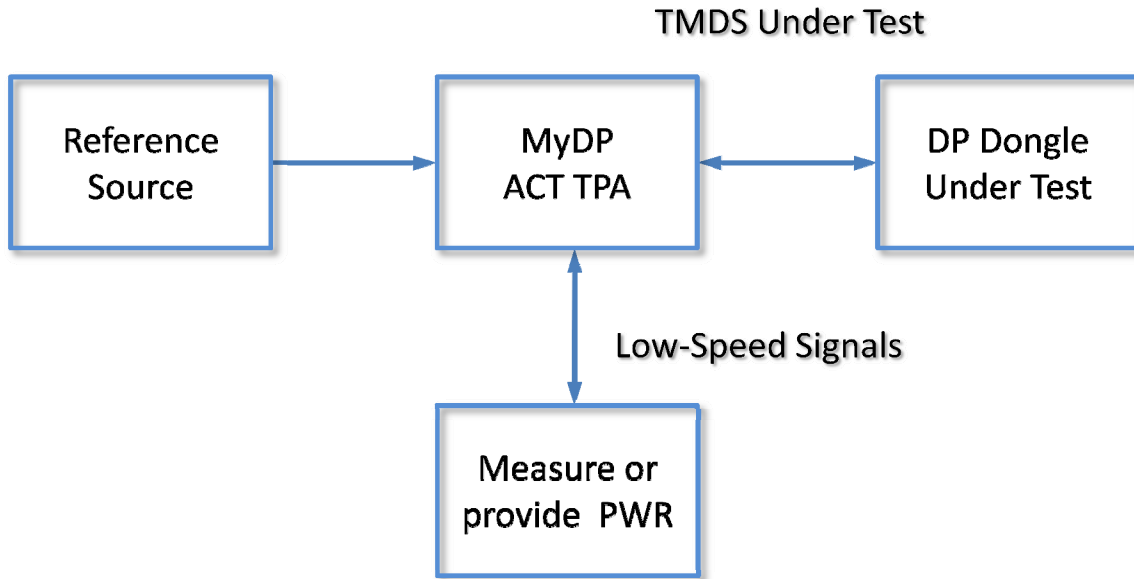 TMDS Under Test
Reference
Source
MyDP
ACT TPA
DP Dongle
Under Test
Low-Speed Signals
Measure or
provide PWR